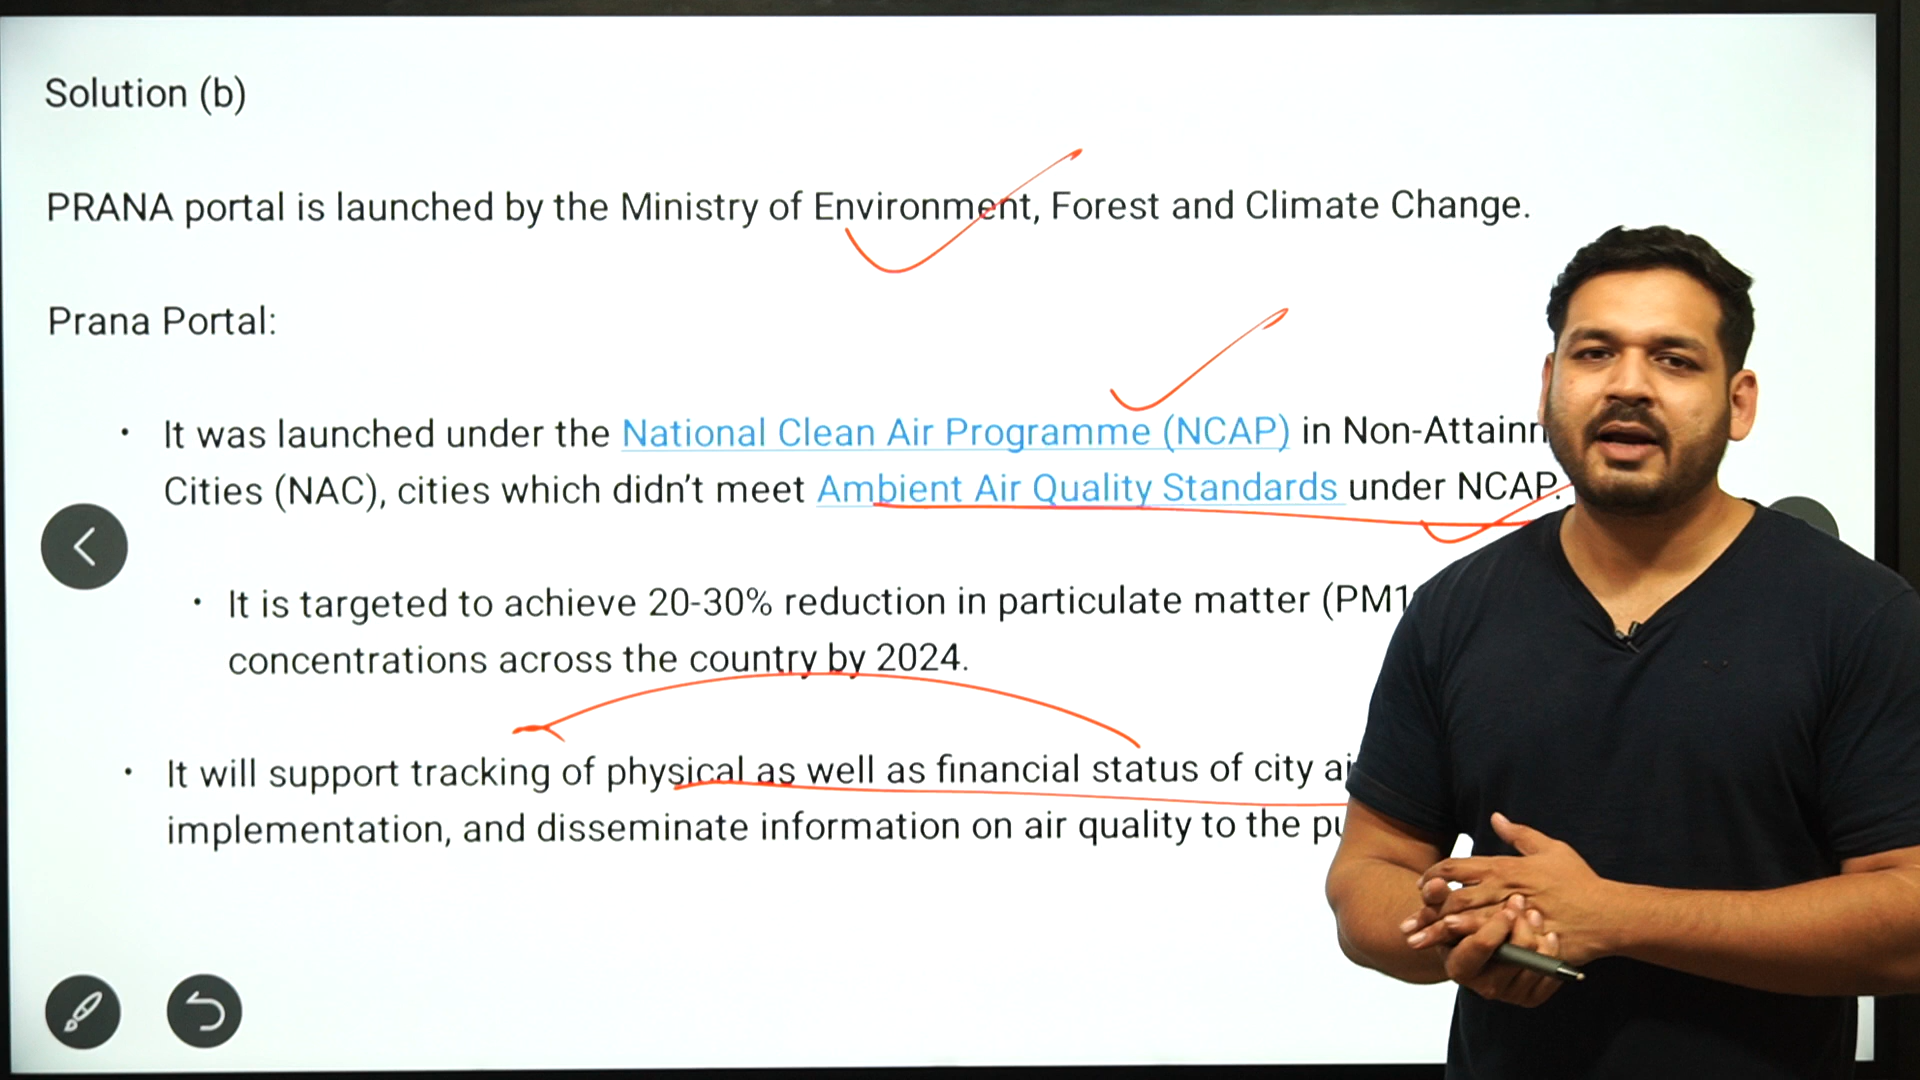 Solution (b)
PRANA portal is launched by the Ministry of Environment, Forest and Climate Change.
Prana Portal:
• It was launched under the National Clean Air Programme (NCAP) in
Cities (NAC), cities which didn't meet Ambient Air Quality Standards under NCAP.
• It is targeted to achieve 20-30% reduction in particulate matter
concentrations across the country by 2024.
• It will support tracking of physical as well as financial status of city
implementation, and disseminate information on air quality to the